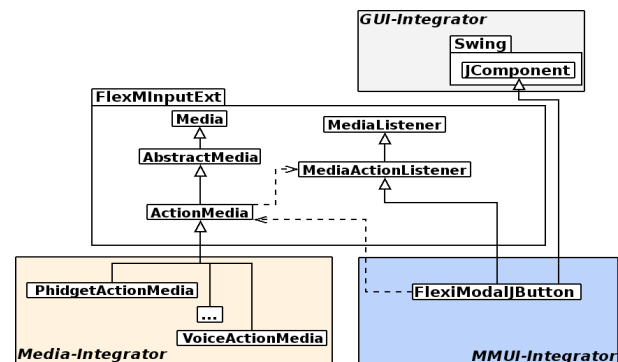 GUI-Integrator
Swing
JComponent
FlexMInputExt
Media
MediaListener
AbstractMedia
MediaActionListener
ActionMedia
PhidgetActionMedia
...
VoiceActionMedia
Media-Integrator
FlexiModalJButton
MMUI-Integrator